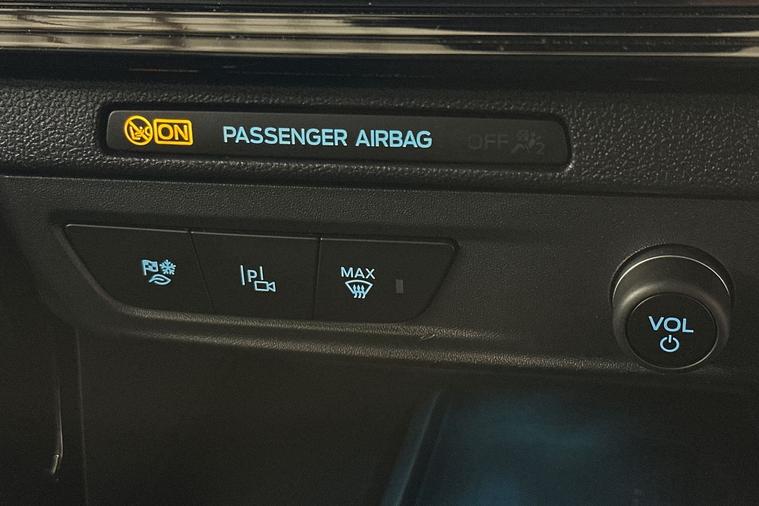 ON PASSENGER AIRBAG OFF
P
MAX
VOL